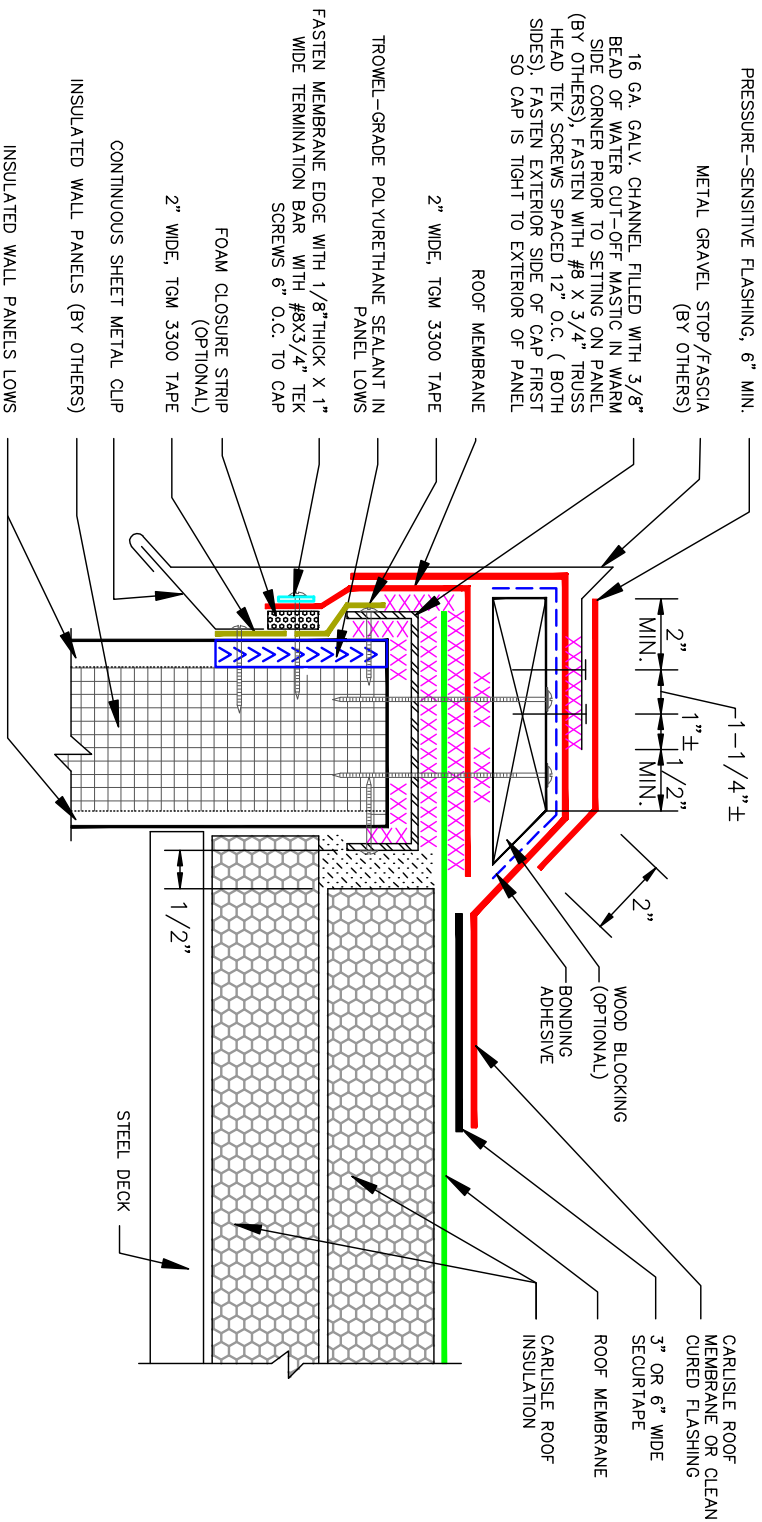 PRESSURE-SENSITIVE FLASHING, 6" MIN.
METAL GRAVEL STOP/FASCIA
(BY OTHERS)
16 GA. GALV. CHANNEL FILLED WITH 3/8"
BEAD OF WATER CUT-OFF MASTIC IN WARM
SIDE CORNER PRIOR TO SETTING ON PANEL
(BY OTHERS), FASTEN WITH #8 X 3/4" TRUSS
HEAD TEK SCREWS SPACED 12" O.C. ( BOTH
SIDES). FASTEN EXTERIOR SIDE OF CAP FIRST
SO CAP IS TIGHT TO EXTERIOR OF PANEL
ROOF MEMBRANE
2" WIDE, TGM 3300 TAPE
TROWEL-GRADE POLYURETHANE SEALANT IN
PANEL LOWS
FASTEN MEMBRANE EDGE WITH 1/8"THICK X 1"
WIDE TERMINATION BAR WITH #8X3/4" TEK
SCREWS 6" O.C. TO CAP
FOAM CLOSURE STRIP
(OPTIONAL)
2" WIDE, TGM 3300 TAPE
CONTINUOUS SHEET METAL CLIP
INSULATED WALL PANELS (BY OTHERS)
INSULATED WALL PANELS LOWS
1-1/4"±
2"
MIN.
1"±
1/2"
MIN.
2"
WOOD BLOCKING
(OPTIONAL)
BONDING
ADHESIVE
1/2"
CARLISLE ROOF
MEMBRANE OR CLEAN
CURED FLASHING
3" OR 6" WIDE
SECURTAPE
ROOF MEMBRANE
CARLISLE ROOF
INSULATION
STEEL DECK